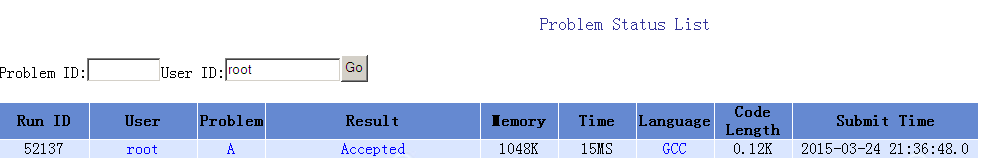 Problem Status List
Problem ID: User ID: root Go
Run ID User Problem Result Memory Time Language Code Length Submit Time
52137 root A Accepted 1048K 15MS GCC 0.12K 2015-03-24 21:36:48.0